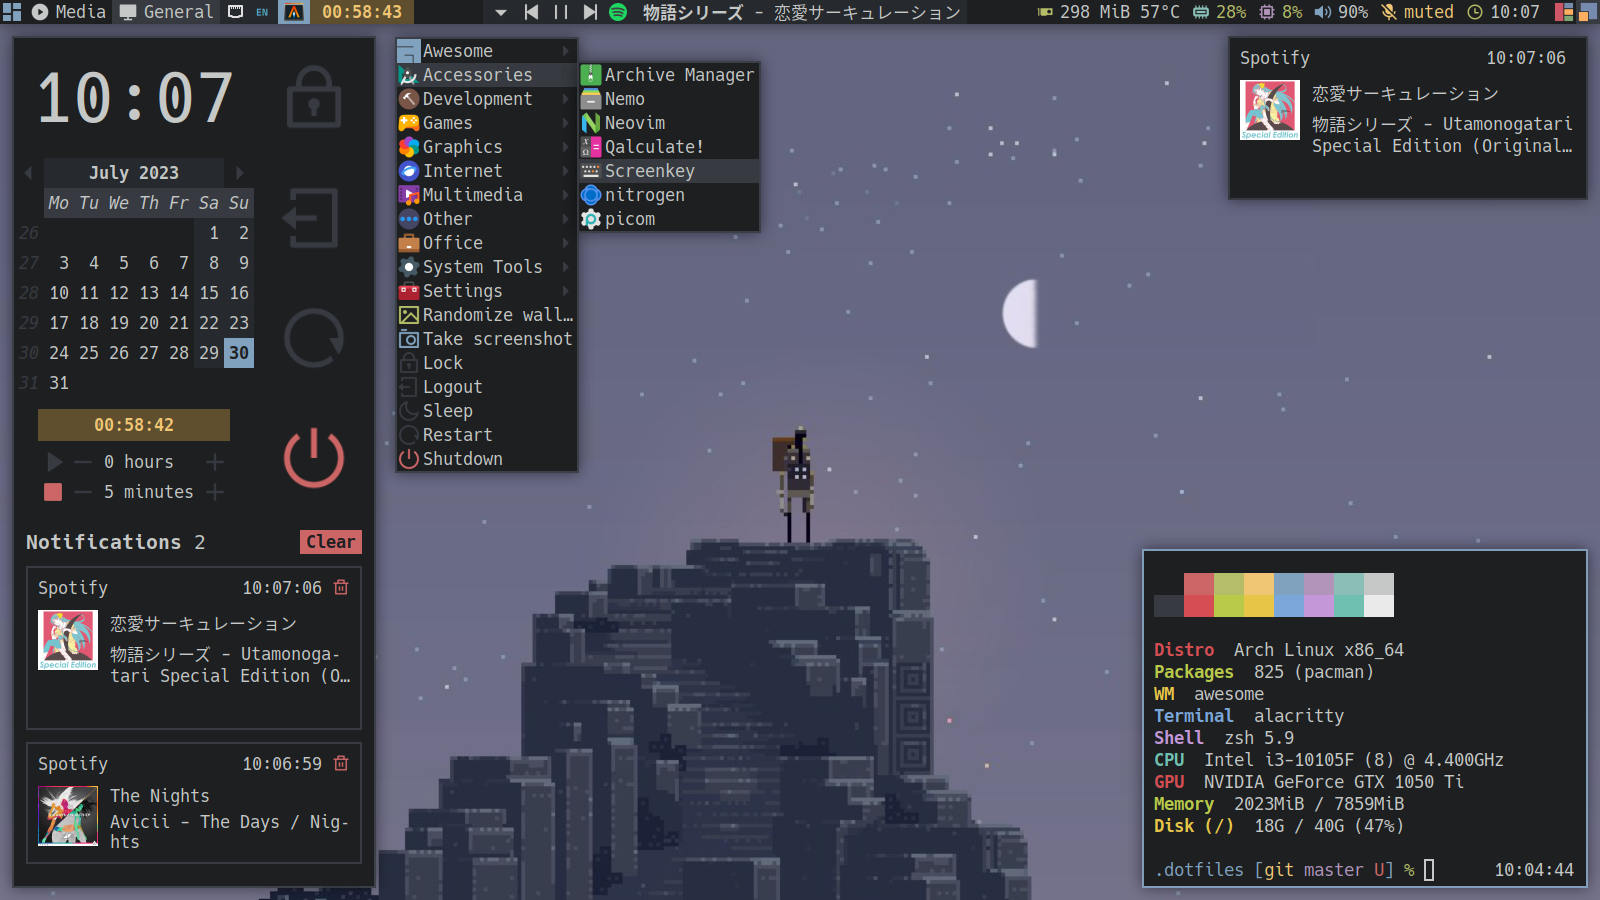 Media General EN 00:58:43
物語シリーズ - 恋愛サーキュレーション
298 MiB 57°C 28% 8% 90% muted 10:07
10:07
July 2023
Mo Tu We Th Fr Sa Su
26 1 2
27 3 4 5 6 7 8 9
28 10 11 12 13 14 15 16
29 17 18 19 20 21 22 23
30 24 25 26 27 28 29 30
31 31
00:58:42
0 hours
5 minutes
Notifications 2 Clear
Spotify 10:07:06
Special Edition
恋愛サーキュレーション
物語シリーズ - Utamonoga-
tari Special Edition (O…
Spotify 10:06:59
The Nights
Avicii - The Days / Nig-
hts
Awesome
Accessories
Development
Games
Graphics
Internet
Multimedia
Other
Office
System Tools
Settings
Randomize wall…
Take screenshot
Lock
Logout
Sleep
Restart
Shutdown
Archive Manager
Nemo
Neovim
Qalculate!
Screenkey
nitrogen
picom
Spotify 10:07:06
Special Edition
恋愛サーキュレーション
物語シリーズ - Utamonogatari
Special Edition (Original…
Distro Arch Linux x86_64
Packages 825 (pacman)
WM awesome
Terminal alacritty
Shell zsh 5.9
CPU Intel i3-10105F (8) @ 4.400GHz
GPU NVIDIA GeForce GTX 1050 Ti
Memory 2023MiB / 7859MiB
Disk (/) 18G / 40G (47%)
.dotfiles [git master U] % 10:04:44